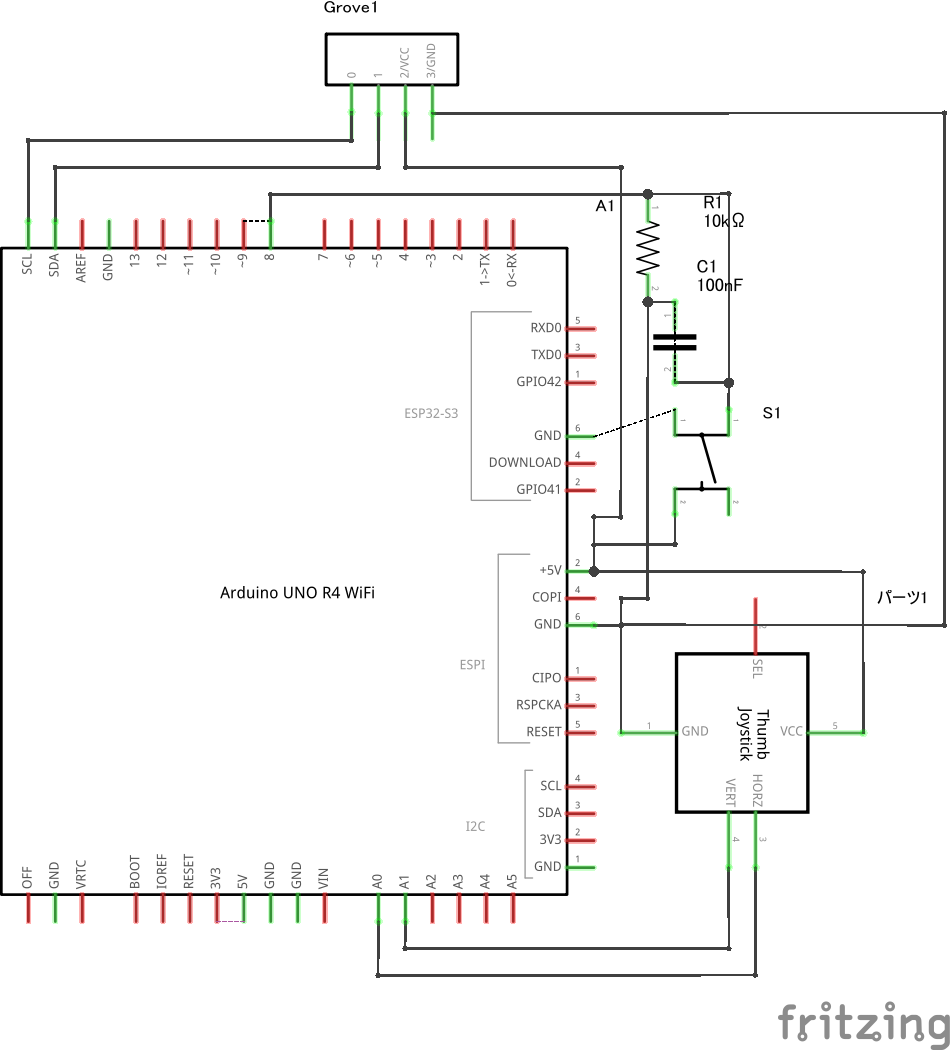 Grove1
0
1
2/VCC
3/GND
A1
R1
10kΩ
1
2
C1
100nF
1
2
S1
1
1
2
2
SCL
SDA
AREF
GND
13
12
~11
~10
~9
8
7
~6
~5
4
~3
2
1->TX
0<-RX
RXD0
5
TXD0
3
GPIO42
1
ESP32-S3
GND
6
DOWNLOAD
4
GPIO41
2
Arduino UNO R4 WiFi
+5V
2
COPI
4
GND
6
ESPI
CIPO
1
RSPCKA
3
RESET
5
SCL
4
SDA
3
I2C
3V3
2
GND
1
パーツ1
2
SEL
Thumb
Joystick
1
GND
VCC
5
VERT
HORZ
4
3
OFF
GND
VRTC
BOOT
IOREF
RESET
3V3
5V
GND
GND
VIN
A0
A1
A2
A3
A4
A5
fritzing